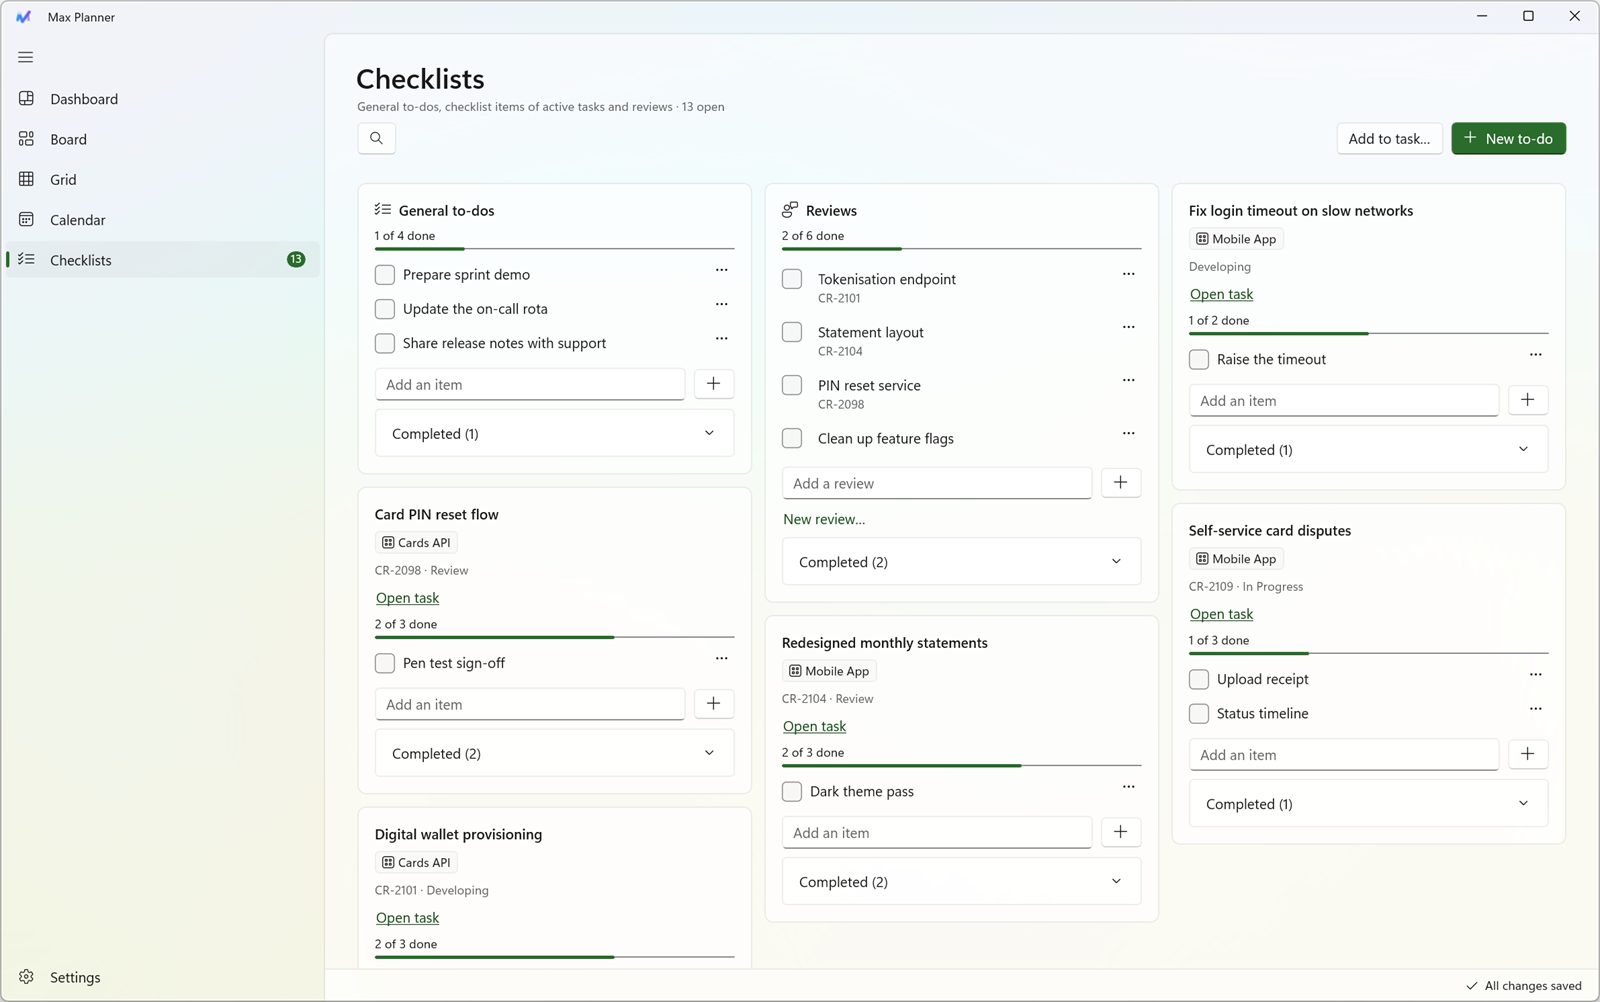 Max Planner
Dashboard
Board
Grid
Calendar
Checklists
13
Settings
Checklists
General to-dos, checklist items of active tasks and reviews · 13 open
Add to task...
New to-do
General to-dos
1 of 4 done
Prepare sprint demo
Update the on-call rota
Share release notes with support
Add an item
Completed (1)
Card PIN reset flow
Cards API
CR-2098 · Review
Open task
2 of 3 done
Pen test sign-off
Add an item
Completed (2)
Digital wallet provisioning
Cards API
CR-2101 · Developing
Open task
2 of 3 done
Reviews
2 of 6 done
Tokenisation endpoint
CR-2101
Statement layout
CR-2104
PIN reset service
CR-2098
Clean up feature flags
Add a review
New review...
Completed (2)
Redesigned monthly statements
Mobile App
CR-2104 · Review
Open task
2 of 3 done
Dark theme pass
Add an item
Completed (2)
Fix login timeout on slow networks
Mobile App
Developing
Open task
1 of 2 done
Raise the timeout
Add an item
Completed (1)
Self-service card disputes
Mobile App
CR-2109 · In Progress
Open task
1 of 3 done
Upload receipt
Status timeline
Add an item
Completed (1)
All changes saved